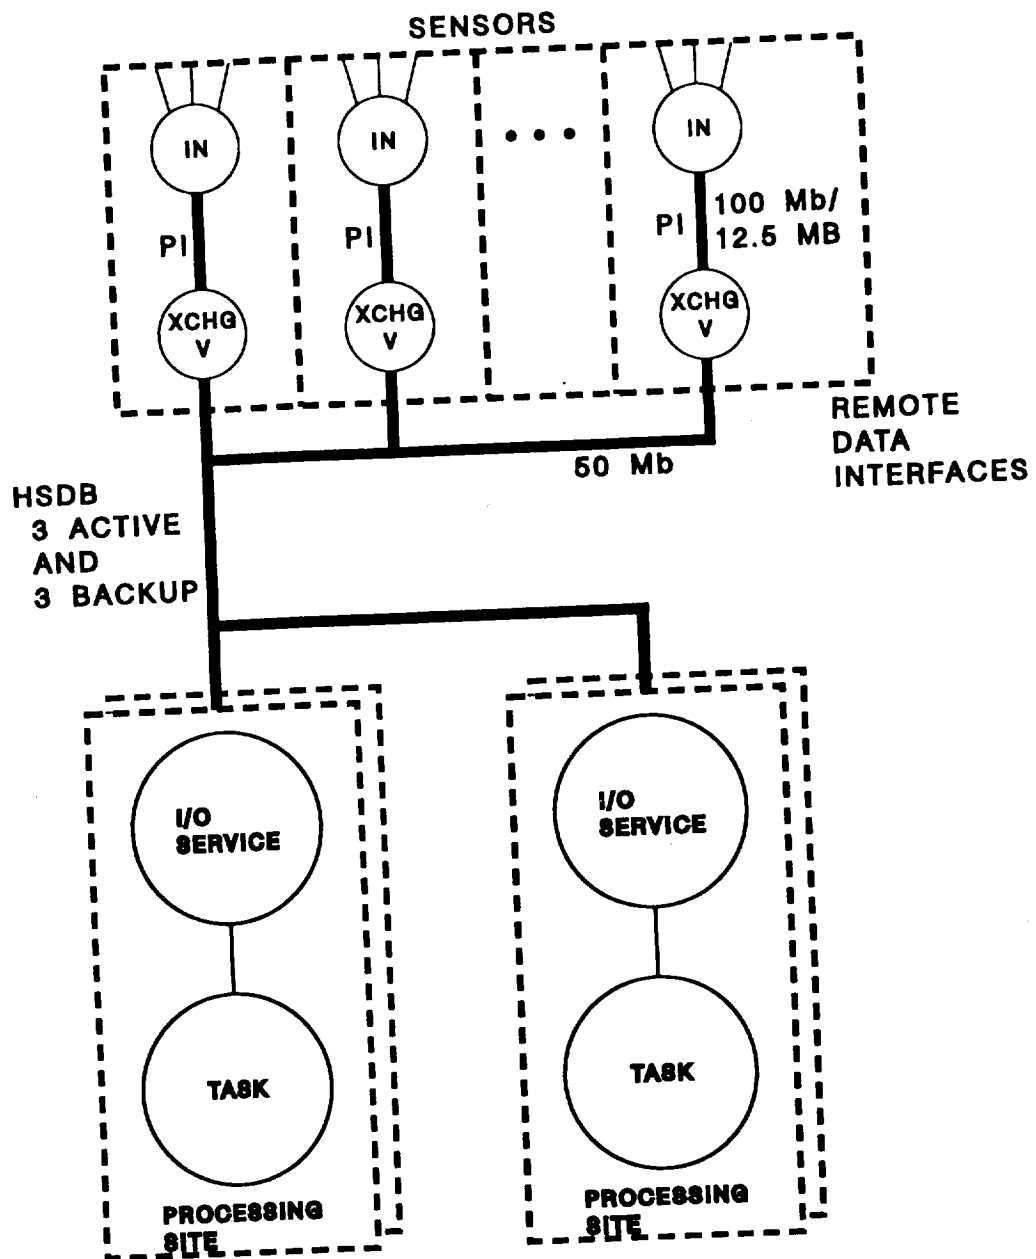 SENSORS
IN
IN
• • •
IN
PI
PI
PI
100 Mb/
12.5 MB
XCHG
V
XCHG
V
XCHG
V
REMOTE
DATA
INTERFACES
50 Mb
HSDB
3 ACTIVE
AND
3 BACKUP
I/O
SERVICE
I/O
SERVICE
TASK
TASK
PROCESSING
SITE
PROCESSING
SITE